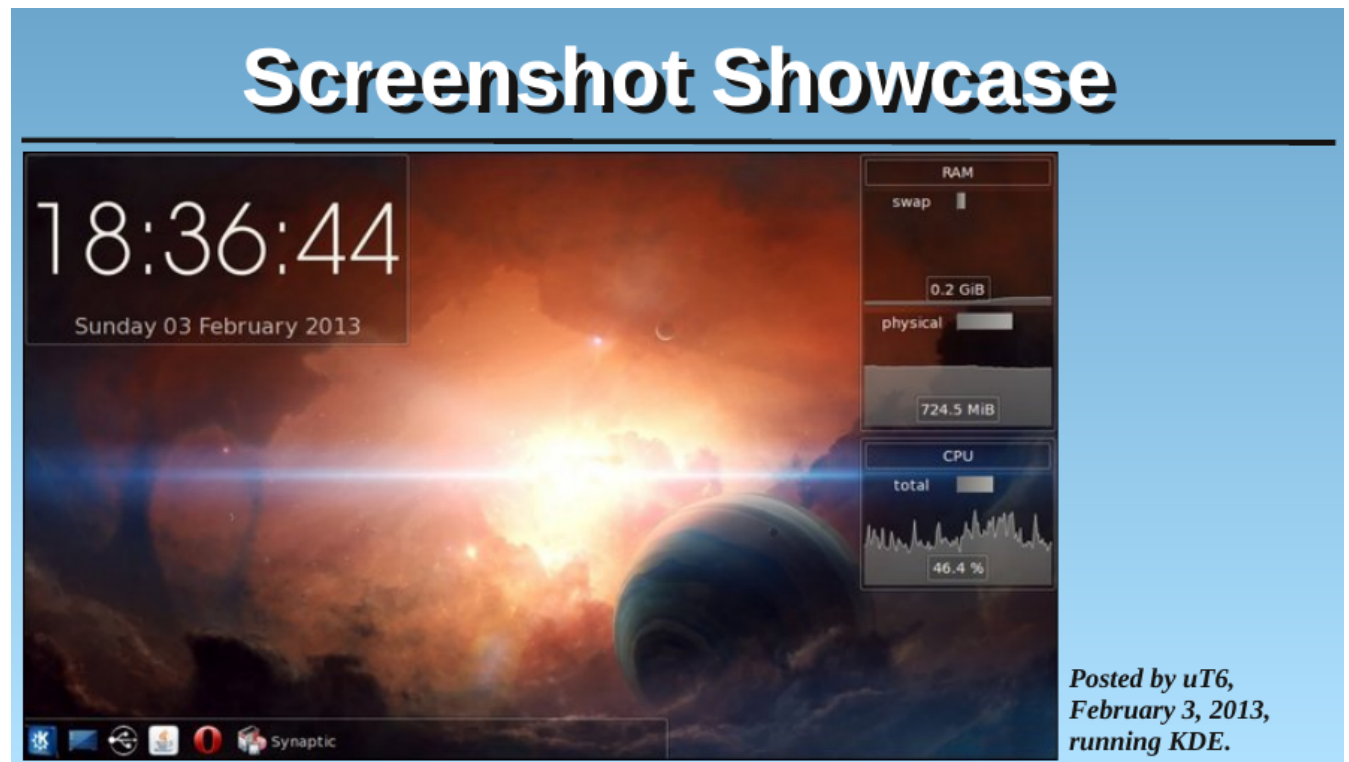 Screenshot Showcase
18:36:44
Sunday 03 February 2013
RAM
swap
0.2 GiB
physical
724.5 MiB
CPU
total
46.4 %
Synaptic
Posted by uT6,
February 3, 2013,
running KDE.